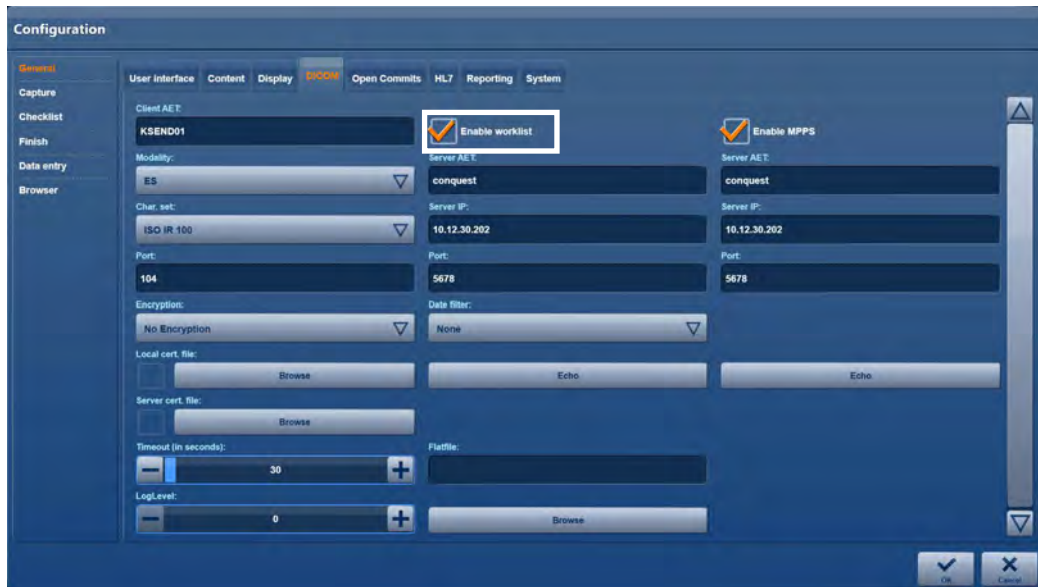 Configuration
General
Capture
Checklist
Finish
Data entry
Browser
User interface Content Display DICOM Open Commits HL7 Reporting System
Client AET:
KSEND01
Enable worklist
Enable MPPS
Modality:
Server AET:
Server AET:
ES
conquest
conquest
Char. set:
Server IP:
Server IP:
ISO IR 100
10.12.30.202
10.12.30.202
Port:
Port:
Port:
104
5678
5678
Encryption:
Date filter:
No Encryption
None
Local cert. file:
Browse
Echo
Echo
Server cert. file:
Browse
Timeout (in seconds):
Flatfile:
30
LogLevel:
0
Browse
OK
Cancel